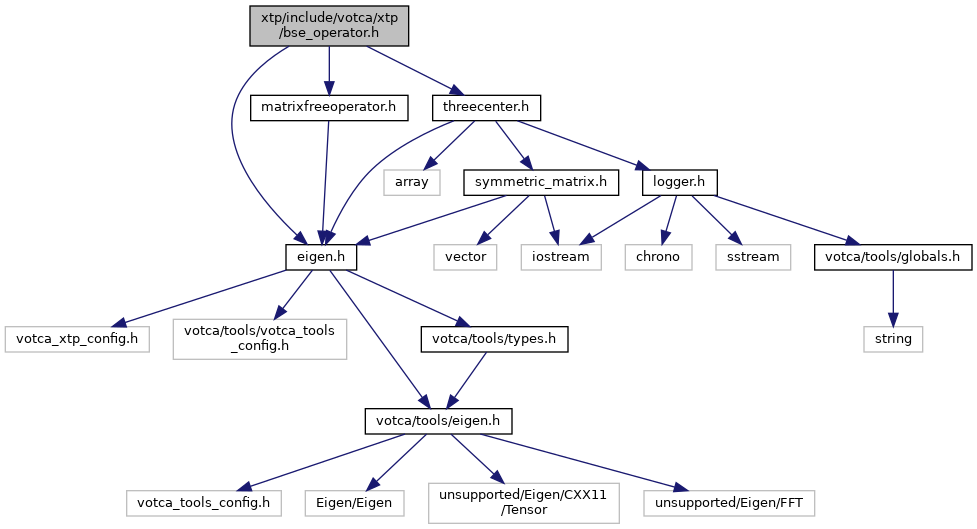 xtp/include/votca/xtp
/bse_operator.h
matrixfreeoperator.h
threecenter.h
array
symmetric_matrix.h
logger.h
eigen.h
vector
iostream
chrono
sstream
votca/tools/globals.h
votca_xtp_config.h
votca/tools/votca_tools
_config.h
votca/tools/types.h
string
votca/tools/eigen.h
votca_tools_config.h
Eigen/Eigen
unsupported/Eigen/CXX11
/Tensor
unsupported/Eigen/FFT